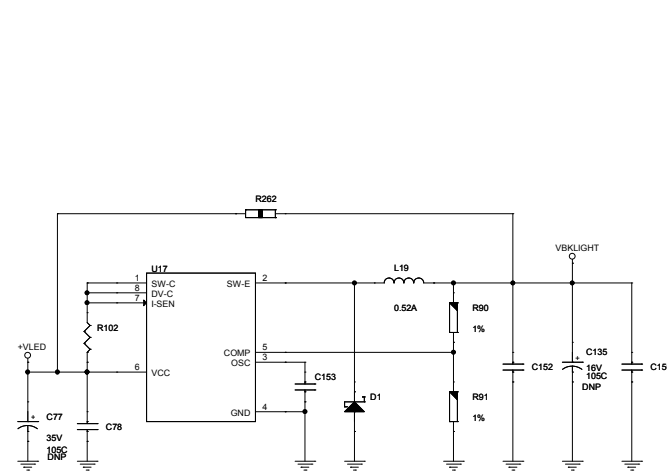 R262
VBKLIGHT
U17
1
SW-C
SW-E
2
L19
8
DV-C
7
I-SEN
0.52A
R90
1%
R102
+VLED
COMP
5
OSC
3
C135
16V
105C
DNP
C152
C15
6
VCC
C153
D1
R91
1%
GND
4
C77
35V
105C
DNP
C78